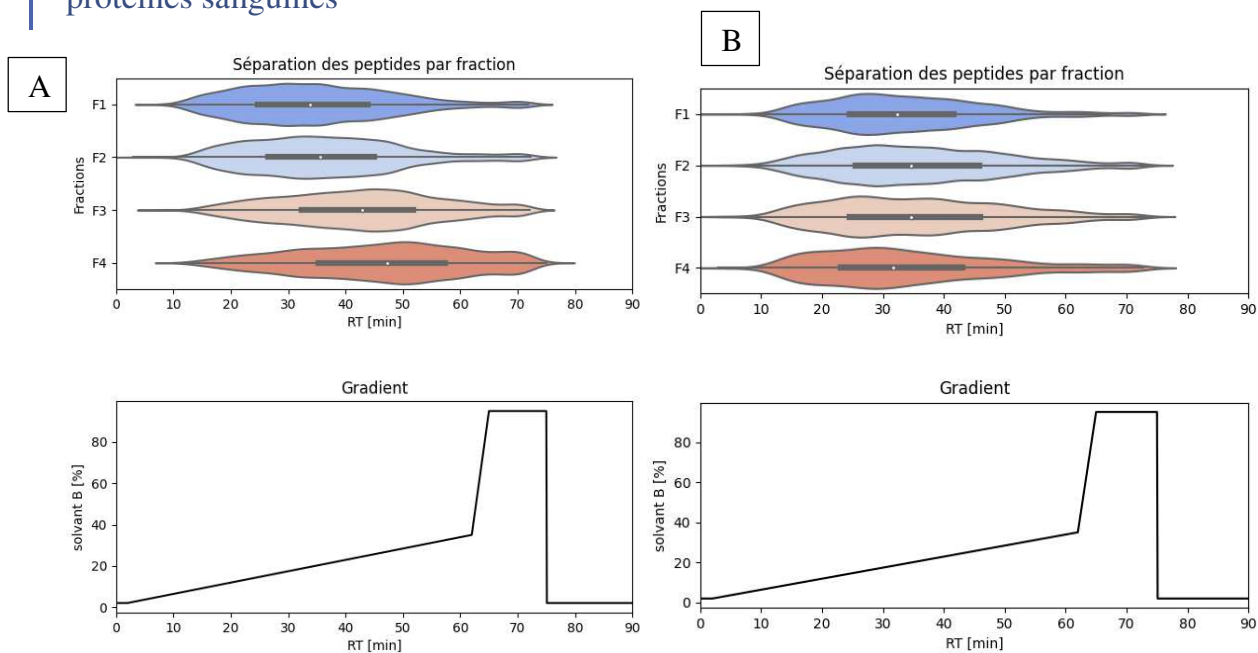 protéines sanguines
A
Séparation des peptides par fraction
Fractions
F1
F2
F3
F4
0 10 20 30 40 50 60 70 80 90
RT [min]
B
Séparation des peptides par fraction
Fractions
F1
F2
F3
F4
0 10 20 30 40 50 60 70 80 90
RT [min]
Gradient
solvant B [%]
80
60
40
20
0
0 10 20 30 40 50 60 70 80 90
RT [min]
Gradient
solvant B [%]
80
60
40
20
0
0 10 20 30 40 50 60 70 80 90
RT [min]